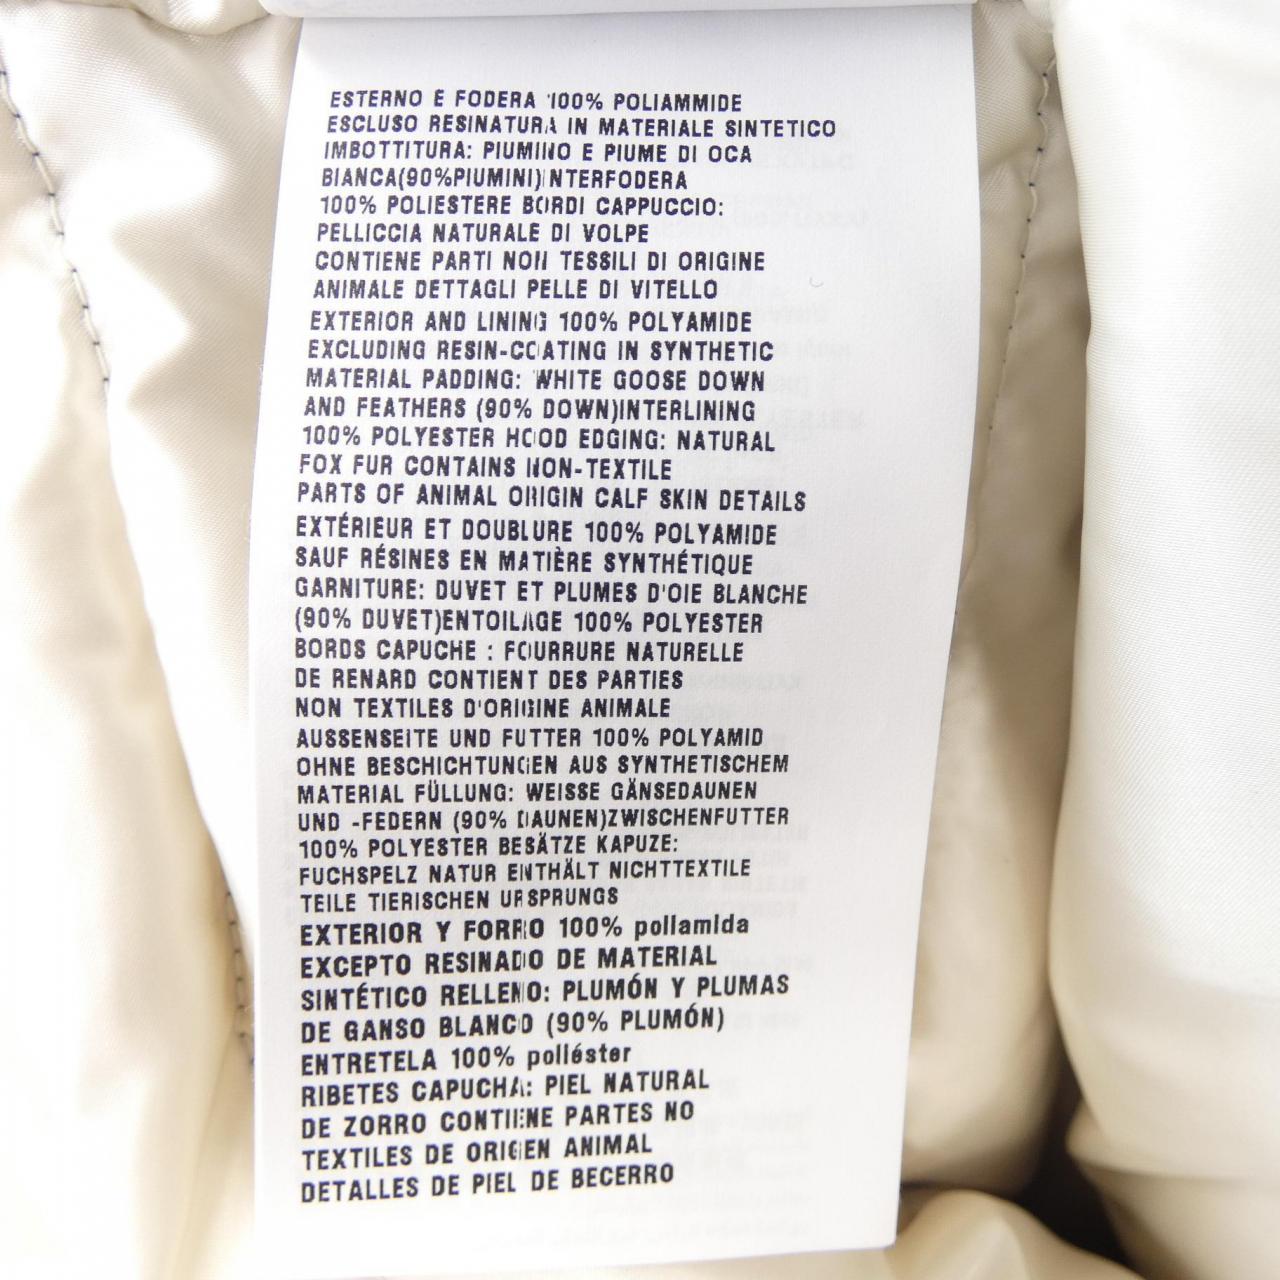 ESTERNO E FODERA 100% POLIAMMIDE
ESCLUSO RESINATURA IN MATERIALE SINTETICO
IMBOTTITURA: PIUMINO E PIUME DI OCA
BIANCA(90%PIUMINI)INTERFODERA
100% POLIESTERE BORDI CAPPUCCIO:
PELLICCIA NATURALE DI VOLPE
CONTIENE PARTI NON TESSILI DI ORIGINE
ANIMALE DETTAGLI PELLE DI VITELLO
EXTERIOR AND LINING 100% POLYAMIDE
EXCLUDING RESIN-COATING IN SYNTHETIC
MATERIAL PADDING: WHITE GOOSE DOWN
AND FEATHERS (90% DOWN)INTERLINING
100% POLYESTER HOOD EDGING: NATURAL
FOX FUR CONTAINS NON-TEXTILE
PARTS OF ANIMAL ORIGIN CALF SKIN DETAILS
EXTÉRIEUR ET DOUBLURE 100% POLYAMIDE
SAUF RÉSINES EN MATIÈRE SYNTHÉTIQUE
GARNITURE: DUVET ET PLUMES D'OIE BLANCHE
(90% DUVET)ENTOILAGE 100% POLYESTER
BORDS CAPUCHE : FOURRURE NATURELLE
DE RENARD CONTIENT DES PARTIES
NON TEXTILES D'ORIGINE ANIMALE
AUSSENSEITE UND FUTTER 100% POLYAMID
OHNE BESCHICHTUNGEN AUS SYNTHETISCHEM
MATERIAL FÜLLUNG: WEISSE GÄNSEDAUNEN
UND -FEDERN (90% DAUNEN)ZWISCHENFUTTER
100% POLYESTER BESÄTZE KAPUZE:
FUCHSPELZ NATUR ENTHÄLT NICHTTEXTILE
TEILE TIERISCHEN URSPRUNGS
EXTERIOR Y FORRO 100% poliamida
EXCEPTO RESINADO DE MATERIAL
SINTÉTICO RELLENO: PLUMÓN Y PLUMAS
DE GANSO BLANCO (90% PLUMÓN)
ENTRETELA 100% poliéster
RIBETES CAPUCHA: PIEL NATURAL
DE ZORRO CONTIENE PARTES NO
TEXTILES DE ORIGEN ANIMAL
DETALLES DE PIEL DE BECERRO